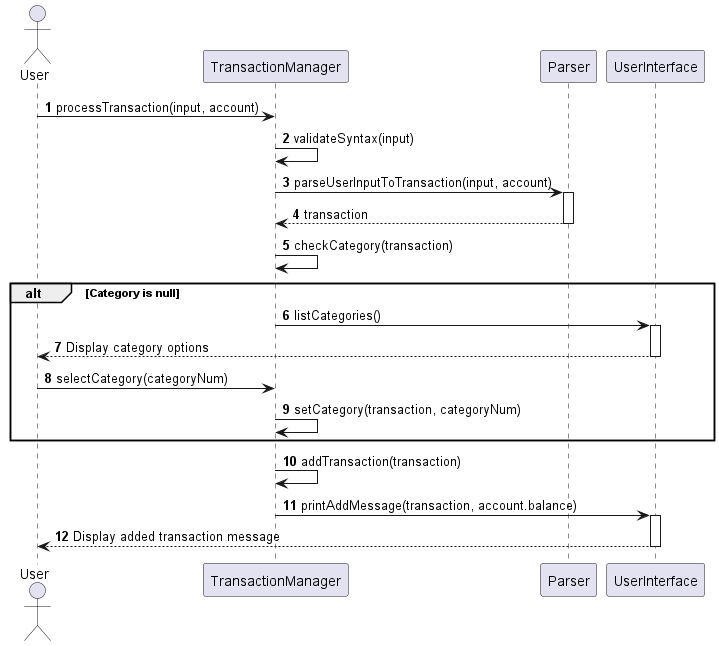 User
TransactionManager
Parser
UserInterface
1 processTransaction(input, account)
2 validateSyntax(input)
3 parseUserInputToTransaction(input, account)
4 transaction
5 checkCategory(transaction)
alt [Category is null]
6 listCategories()
7 Display category options
8 selectCategory(categoryNum)
9 setCategory(transaction, categoryNum)
10 addTransaction(transaction)
11 printAddMessage(transaction, account.balance)
12 Display added transaction message
User
TransactionManager
Parser
UserInterface